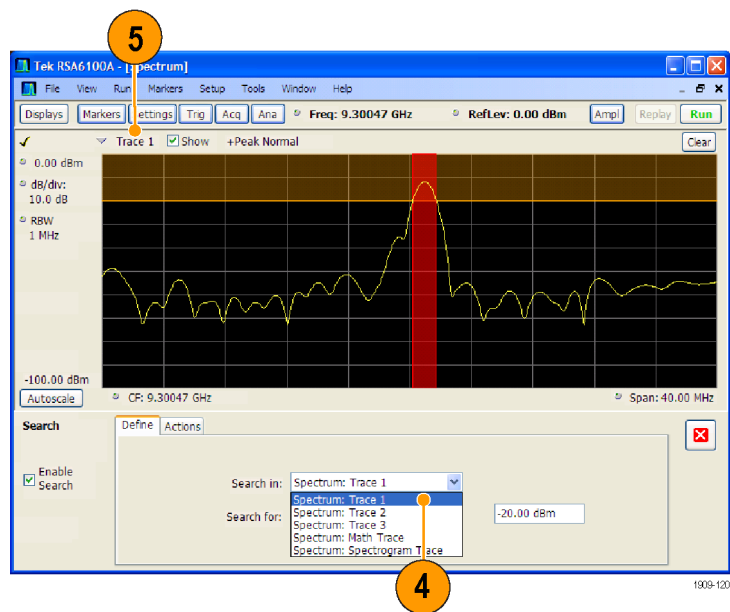 5
Tek RSA6100A - [Spectrum]
File View Run Markers Setup Tools Window Help
Displays Markers Settings Trig Acq Ana Freq: 9.30047 GHz RefLev: 0.00 dBm Ampl Replay Run
Trace 1 Show +Peak Normal Clear
0.00 dBm
dB/div:
10.0 dB
RBW
1 MHz
-100.00 dBm
Autoscale CF: 9.30047 GHz Span: 40.00 MHz
Search Define Actions
Enable
Search
Search in: Spectrum: Trace 1
Spectrum: Trace 1
Search for: Spectrum: Trace 2 -20.00 dBm
Spectrum: Trace 3
Spectrum: Math Trace
Spectrum: Spectrogram Trace
4
1909-120